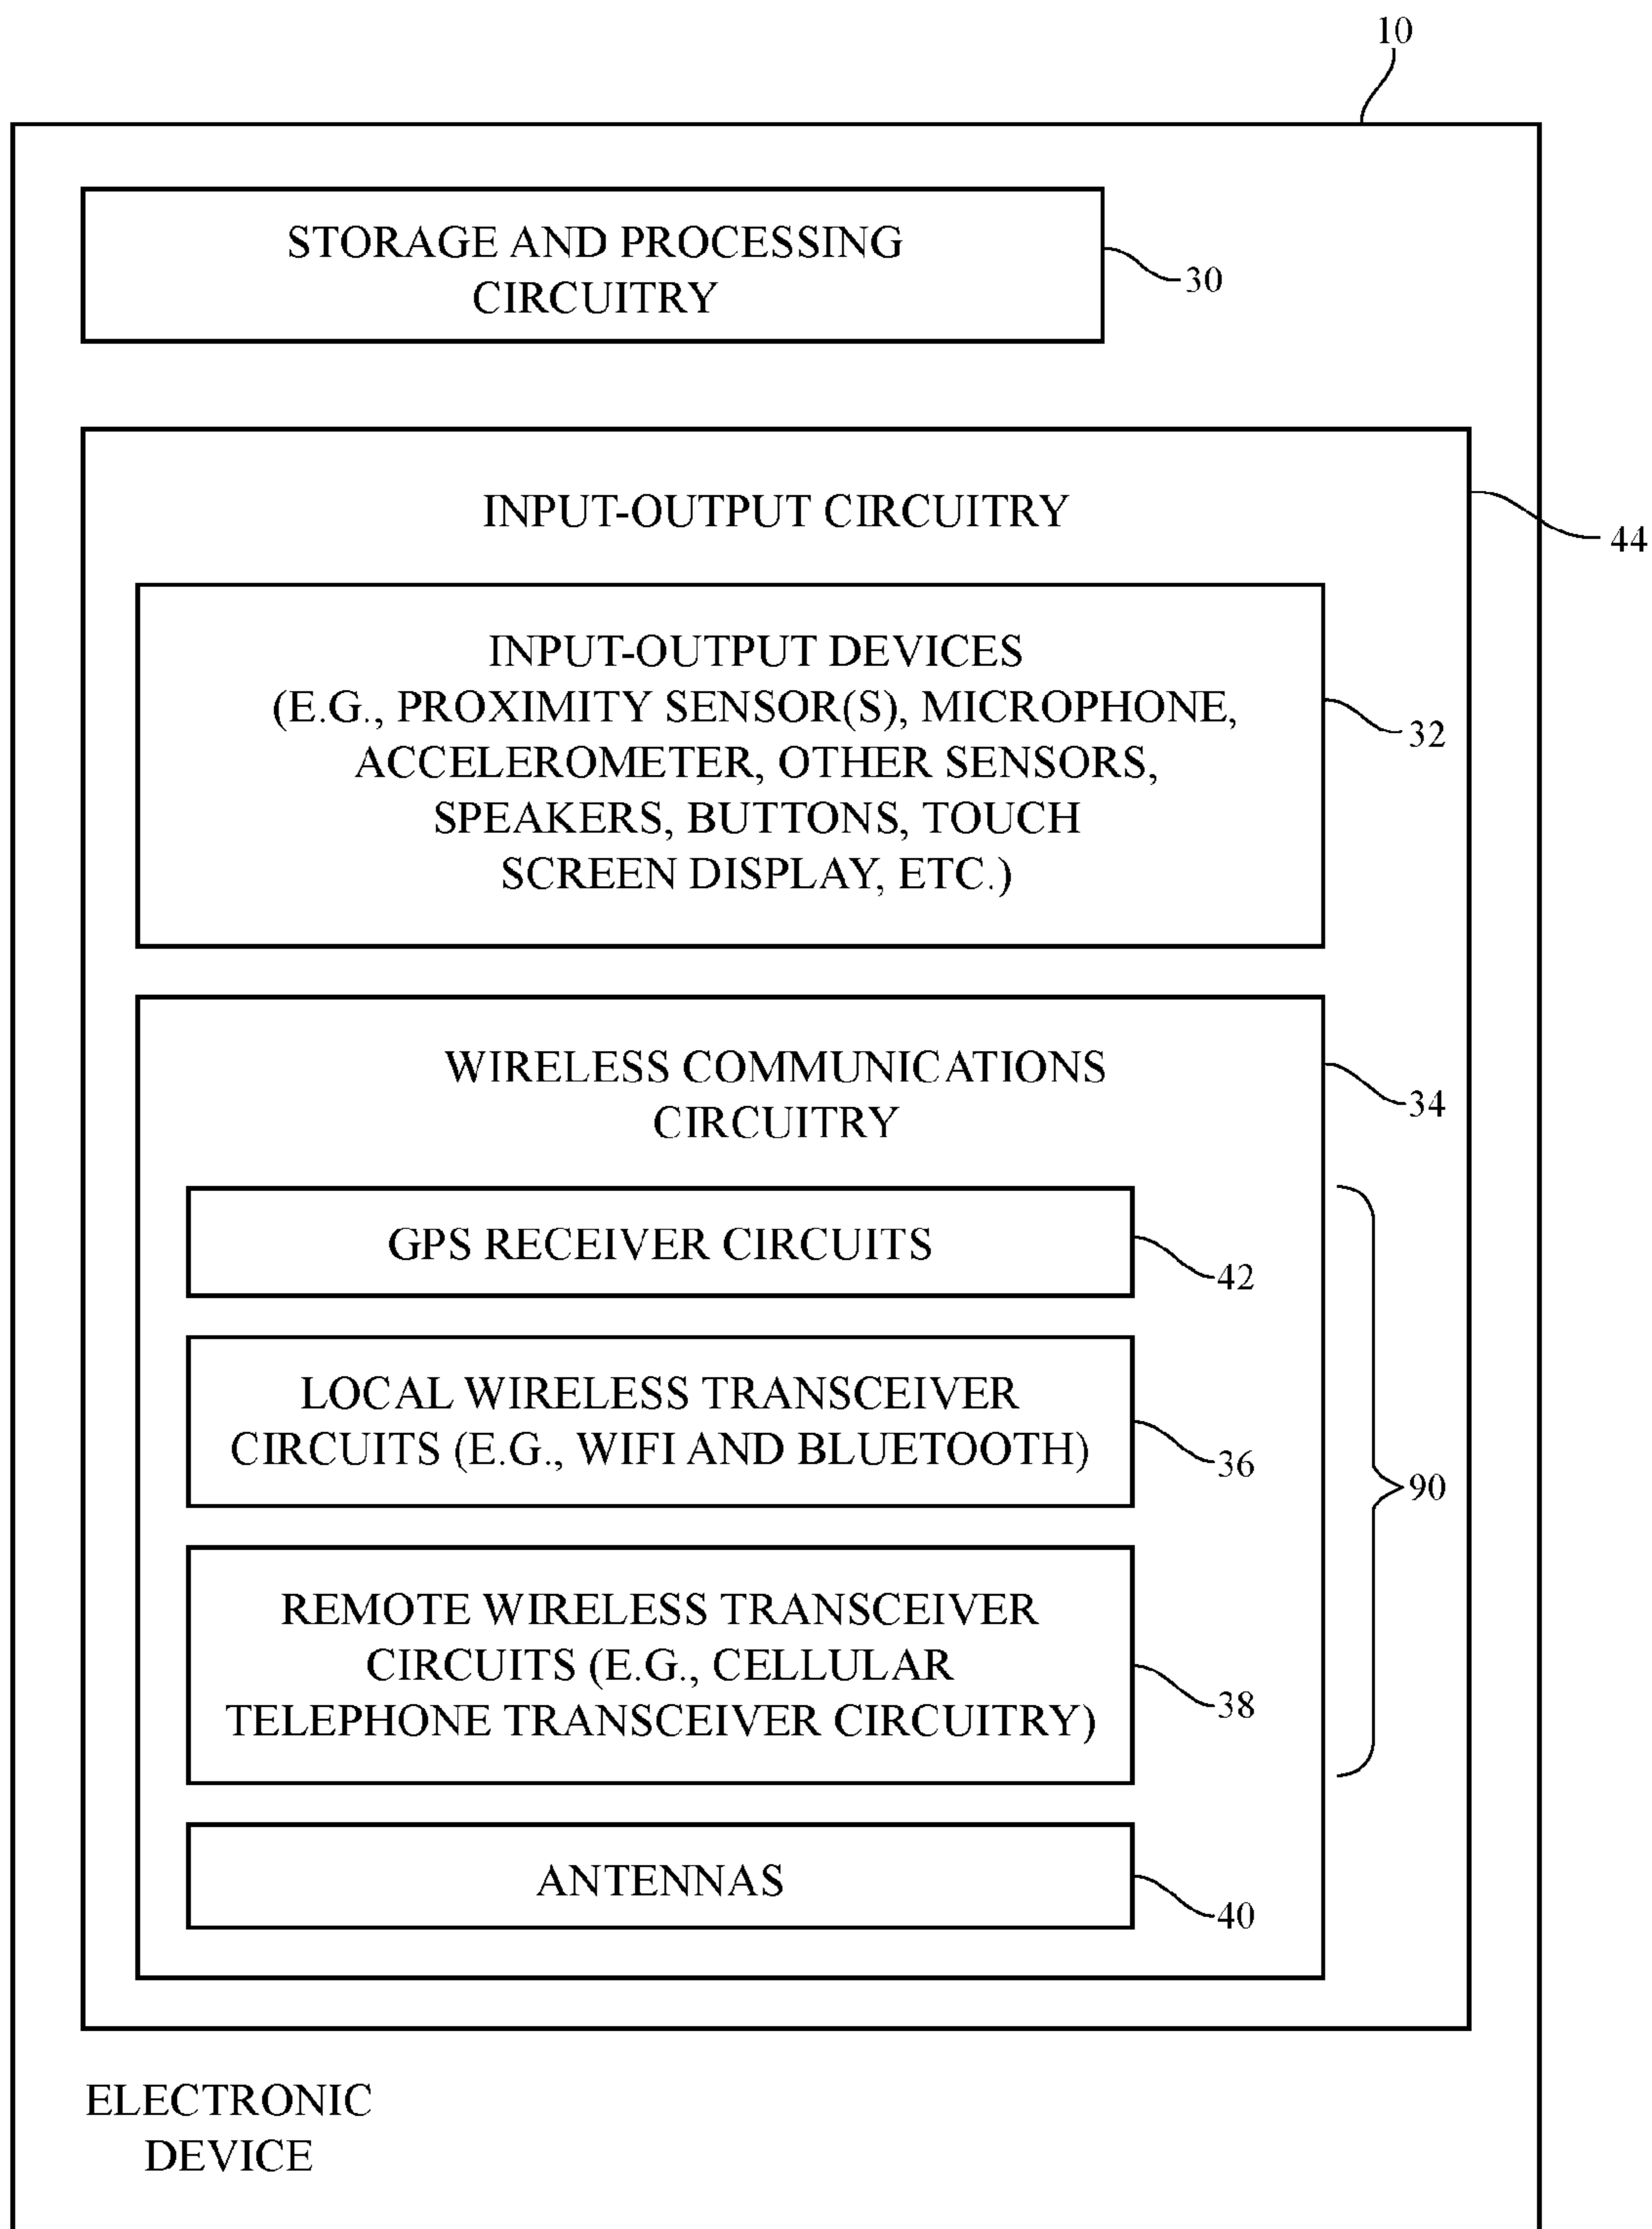 10
STORAGE AND PROCESSING
CIRCUITRY
30
INPUT-OUTPUT CIRCUITRY
44
INPUT-OUTPUT DEVICES
(E.G., PROXIMITY SENSOR(S), MICROPHONE,
ACCELEROMETER, OTHER SENSORS,
SPEAKERS, BUTTONS, TOUCH
SCREEN DISPLAY, ETC.)
32
WIRELESS COMMUNICATIONS
CIRCUITRY
34
GPS RECEIVER CIRCUITS
42
LOCAL WIRELESS TRANSCEIVER
CIRCUITS (E.G., WIFI AND BLUETOOTH)
36
90
REMOTE WIRELESS TRANSCEIVER
CIRCUITS (E.G., CELLULAR
TELEPHONE TRANSCEIVER CIRCUITRY)
38
ANTENNAS
40
ELECTRONIC
DEVICE